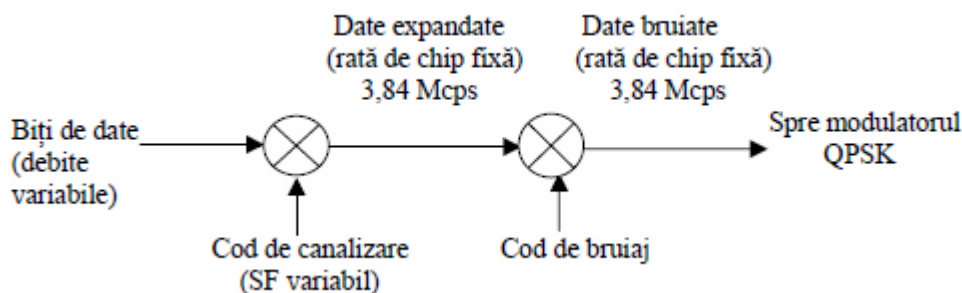 Date expandate
(rată de chip fixă)
3,84 Mcps
Date bruiate
(rată de chip fixă)
3,84 Mcps
Biți de date
(debite
variabile)
Spre modulatorul
QPSK
Cod de canalizare
(SF variabil)
Cod de bruiaj